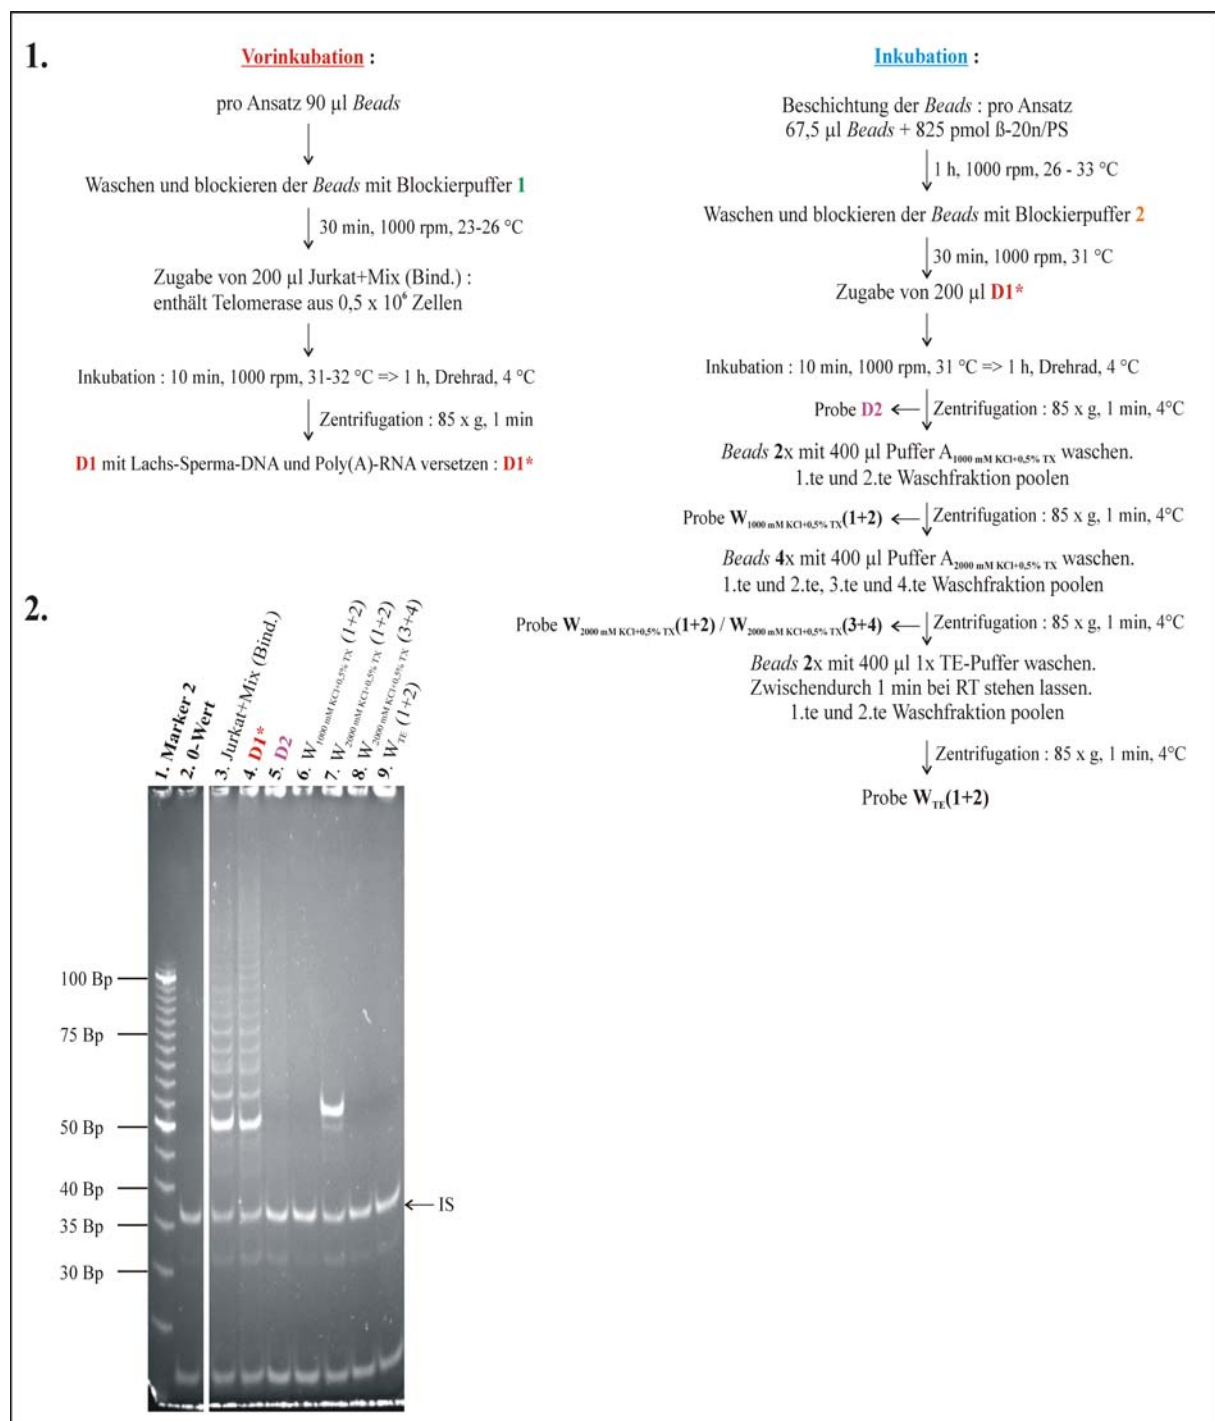 1.
Vorinkubation :
pro Ansatz 90 µl Beads
Waschen und blockieren der Beads mit Blockierpuffer 1
30 min, 1000 rpm, 23-26 °C
Zugabe von 200 µl Jurkat+Mix (Bind.) :
enthält Telomerase aus 0,5 x 10⁶ Zellen
Inkubation : 10 min, 1000 rpm, 31-32 °C => 1 h, Drehrad, 4 °C
Zentrifugation : 85 x g, 1 min
D1 mit Lachs-Sperma-DNA und Poly(A)-RNA versetzen : D1*
Inkubation :
Beschichtung der Beads : pro Ansatz
67,5 µl Beads + 825 pmol ß-20n/PS
1 h, 1000 rpm, 26 - 33 °C
Waschen und blockieren der Beads mit Blockierpuffer 2
30 min, 1000 rpm, 31 °C
Zugabe von 200 µl D1*
Inkubation : 10 min, 1000 rpm, 31 °C => 1 h, Drehrad, 4 °C
Probe D2 Zentrifugation : 85 x g, 1 min, 4°C
Beads 2x mit 400 µl Puffer A1000 mM KCl+0,5% TX waschen.
1.te und 2.te Waschfraktion poolen
Probe W1000 mM KCl+0,5% TX(1+2) Zentrifugation : 85 x g, 1 min, 4°C
Beads 4x mit 400 µl Puffer A2000 mM KCl+0,5% TX waschen.
1.te und 2.te, 3.te und 4.te Waschfraktion poolen
Probe W2000 mM KCl+0,5% TX(1+2) / W2000 mM KCl+0,5% TX(3+4) Zentrifugation : 85 x g, 1 min, 4°C
Beads 2x mit 400 µl 1x TE-Puffer waschen.
Zwischendurch 1 min bei RT stehen lassen.
1.te und 2.te Waschfraktion poolen
Zentrifugation : 85 x g, 1 min, 4°C
Probe WTE(1+2)
2.
1. Marker 2
2. 0-Wert
3. Jurkat+Mix (Bind.)
4. D1*
5. D2
6. W1000 mM KCl+0,5% TX (1+2)
7. W2000 mM KCl+0,5% TX (1+2)
8. W2000 mM KCl+0,5% TX (3+4)
9. WTE (1+2)
100 Bp
75 Bp
50 Bp
40 Bp
IS
35 Bp
30 Bp